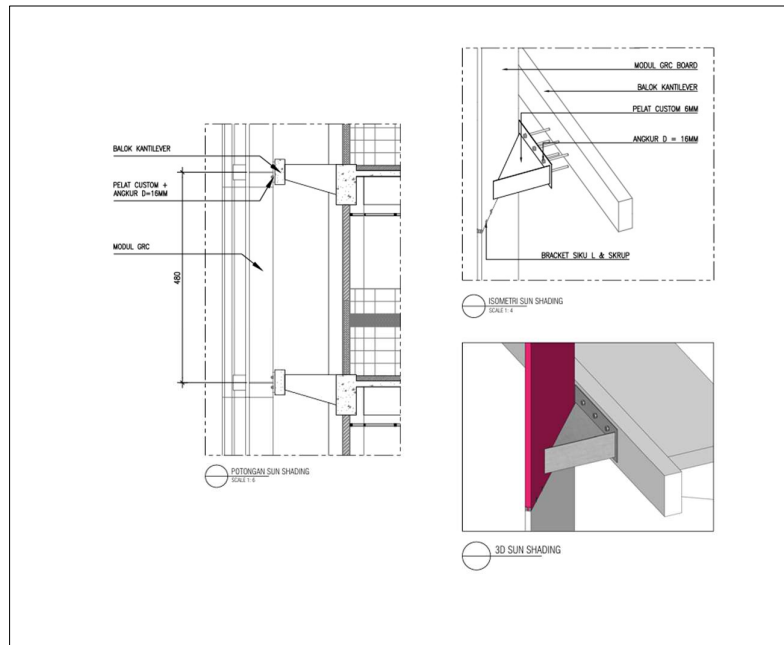 BALOK KANTILEVER
PELAT CUSTOM +
ANGKUR D=16MM
MODUL GRC
480
POTONGAN SUN SHADING
SCALE 1: 6
MODUL GRC BOARD
BALOK KANTILEVER
PELAT CUSTOM 6MM
ANGKUR D = 16MM
BRACKET SIKU L & SKRUP
ISOMETRI SUN SHADING
SCALE 1: 4
3D SUN SHADING